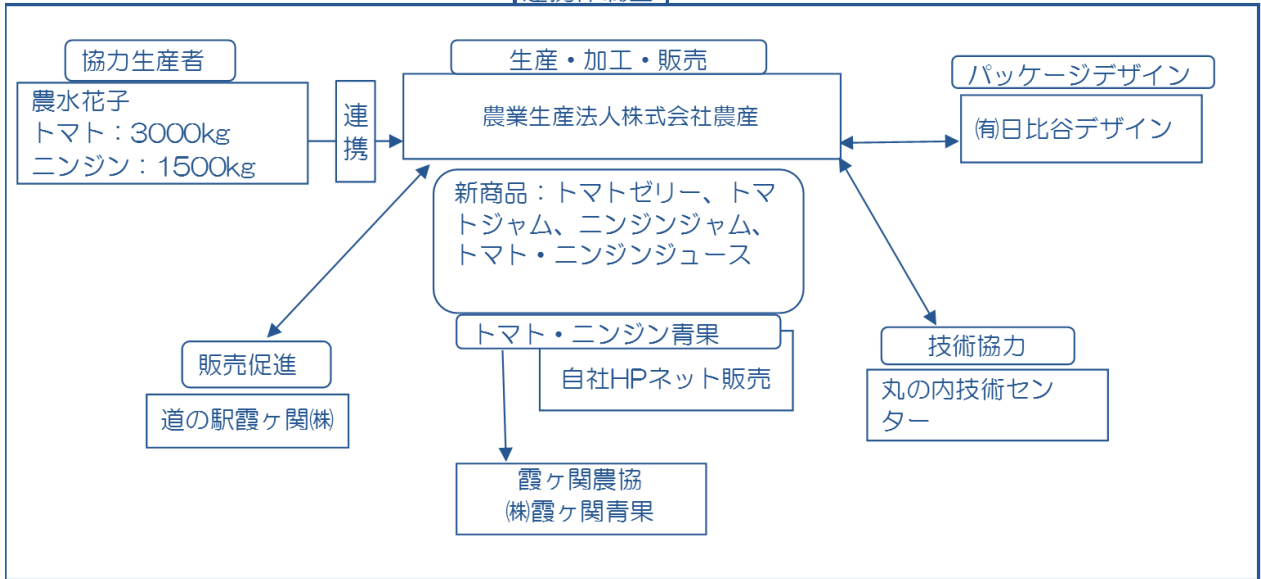 協力生産者
農水花子
トマト：3000kg
ニンジン：1500kg
連
携
生産・加工・販売
農業生産法人株式会社農産
パッケージデザイン
㈲日比谷デザイン
新商品：トマトゼリー、トマ
トジャム、ニンジンジャム、
トマト・ニンジンジュース
トマト・ニンジン青果
自社HPネット販売
販売促進
道の駅霞ヶ関㈱
技術協力
丸の内技術セン
ター
霞ヶ関農協
㈱霞ヶ関青果